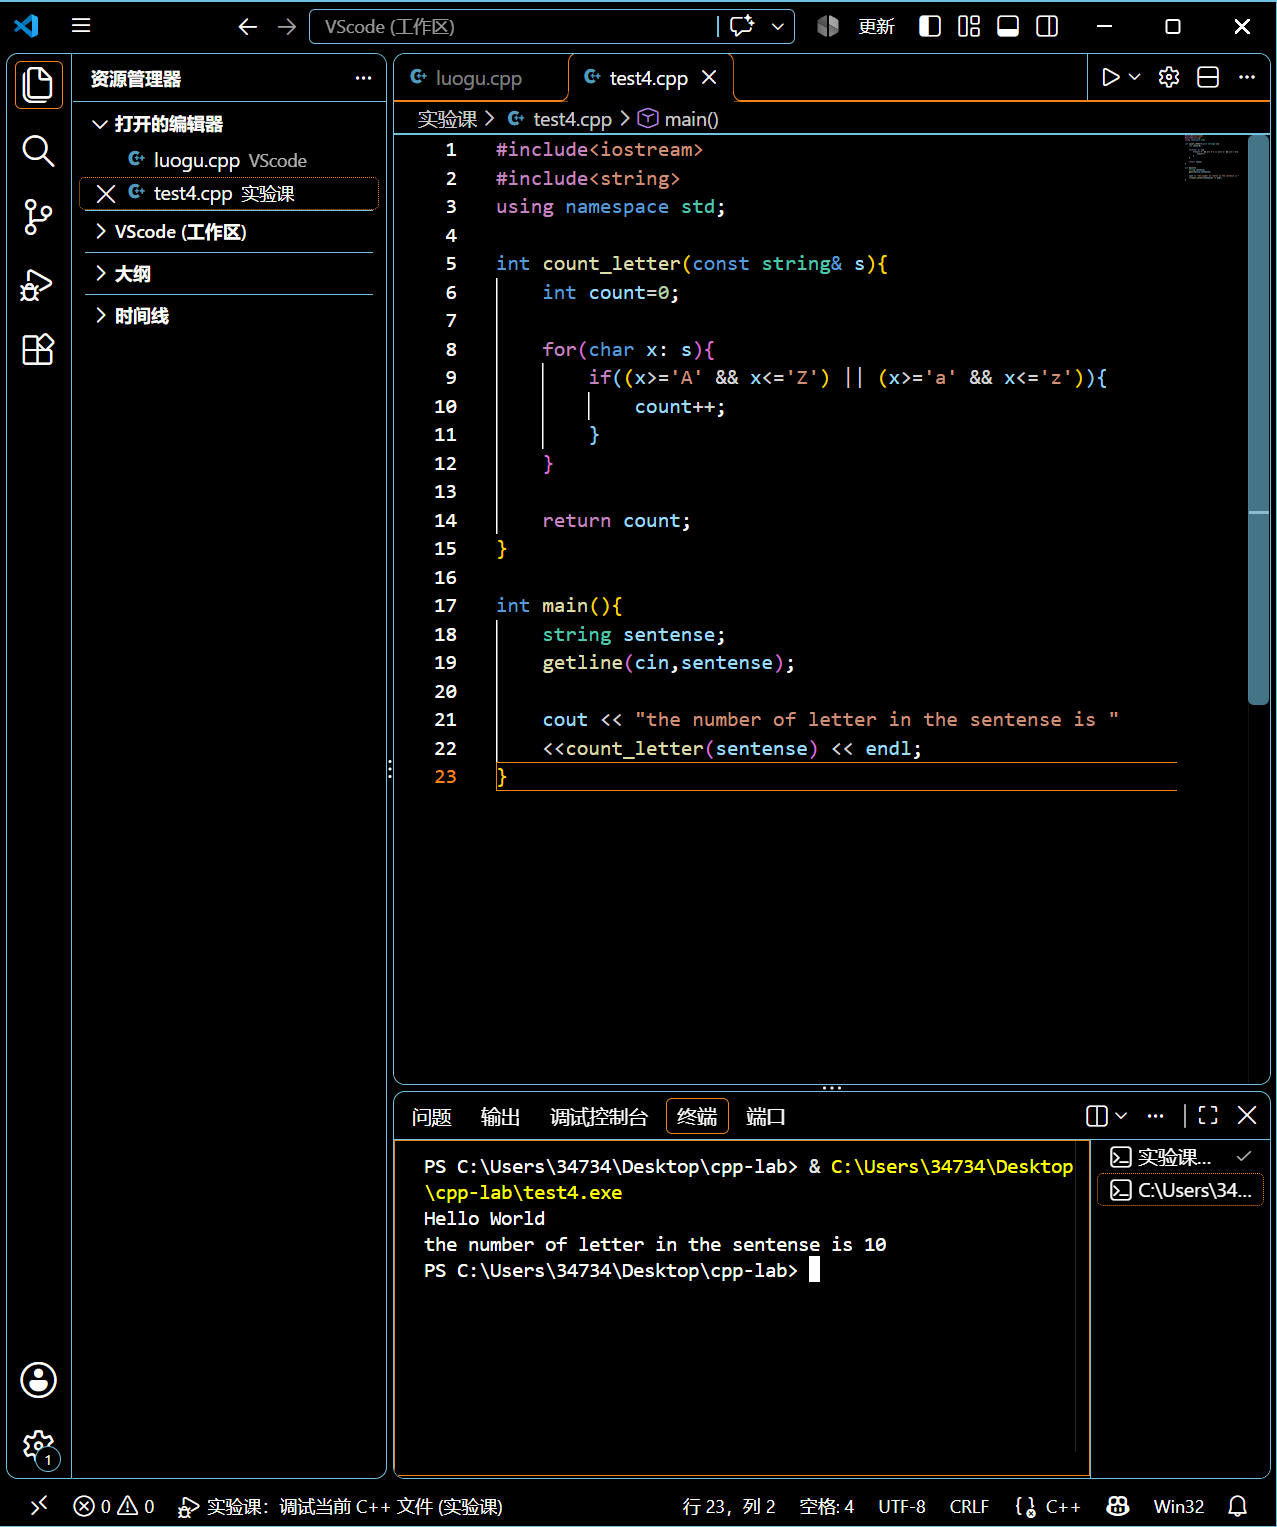 VScode (工作区)
更新
资源管理器
打开的编辑器
luogu.cpp VScode
test4.cpp 实验课
VScode (工作区)
大纲
时间线
luogu.cpp
test4.cpp
实验课 > test4.cpp > main()
1 #include<iostream>
2 #include<string>
3 using namespace std;
4
5 int count_letter(const string& s){
6     int count=0;
7
8     for(char x: s){
9         if((x>='A' && x<='Z') || (x>='a' && x<='z')){
10             count++;
11         }
12     }
13
14     return count;
15 }
16
17 int main(){
18     string sentense;
19     getline(cin,sentense);
20
21     cout << "the number of letter in the sentense is "
22     <<count_letter(sentense) << endl;
23 }
问题 输出 调试控制台 终端 端口
PS C:\Users\34734\Desktop\cpp-lab> & C:\Users\34734\Desktop
\cpp-lab\test4.exe
Hello World
the number of letter in the sentense is 10
PS C:\Users\34734\Desktop\cpp-lab>
实验课...
C:\Users\34...
1
0 0 实验课: 调试当前 C++ 文件 (实验课) 行 23，列 2 空格: 4 UTF-8 CRLF C++ Win32